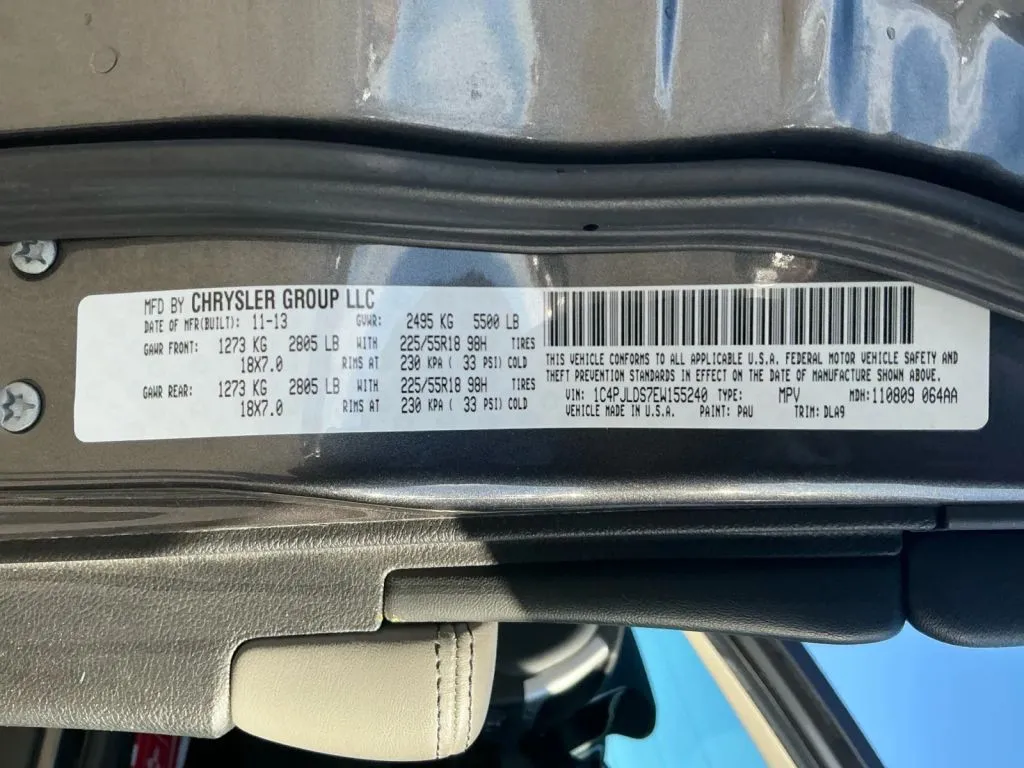 MFD BY CHRYSLER GROUP LLC
DATE OF MFR(BUILT): 11-13 GVWR: 2495 KG 5500 LB
GAWR FRONT: 1273 KG 2805 LB WITH 225/55R18 98H TIRES
18X7.0 RIMS AT 230 KPA ( 33 PSI) COLD
GAWR REAR: 1273 KG 2805 LB WITH 225/55R18 98H TIRES
18X7.0 RIMS AT 230 KPA ( 33 PSI) COLD
THIS VEHICLE CONFORMS TO ALL APPLICABLE U.S.A. FEDERAL MOTOR VEHICLE SAFETY AND
THEFT PREVENTION STANDARDS IN EFFECT ON THE DATE OF MANUFACTURE SHOWN ABOVE.
VIN: 1C4PJLDS7EW155240 TYPE: MPV MDH: 110809 064AA
VEHICLE MADE IN U.S.A. PAINT: PAU TRIM: DLA9